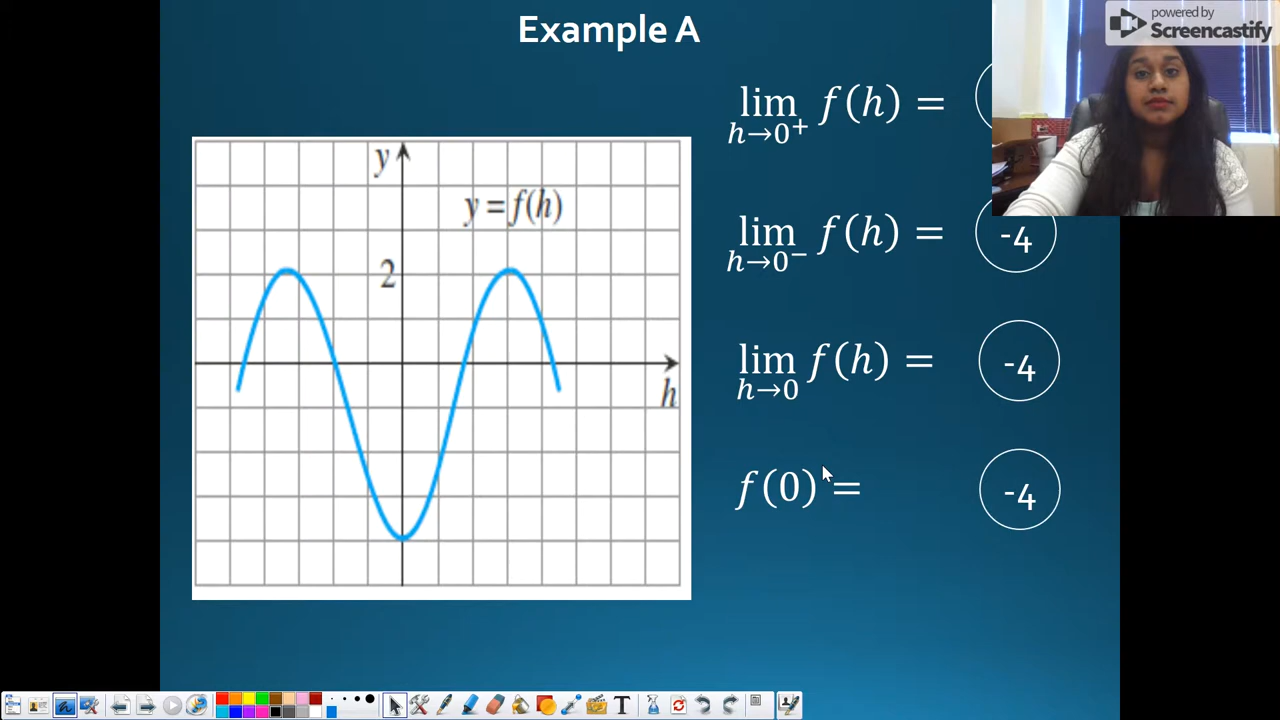 Example A
powered by
Screencastify
lim h→0⁺ f(h) =
y
y = f(h)
lim h→0⁻ f(h) = -4
2
lim h→0 f(h) = -4
h
f(0) = -4
T